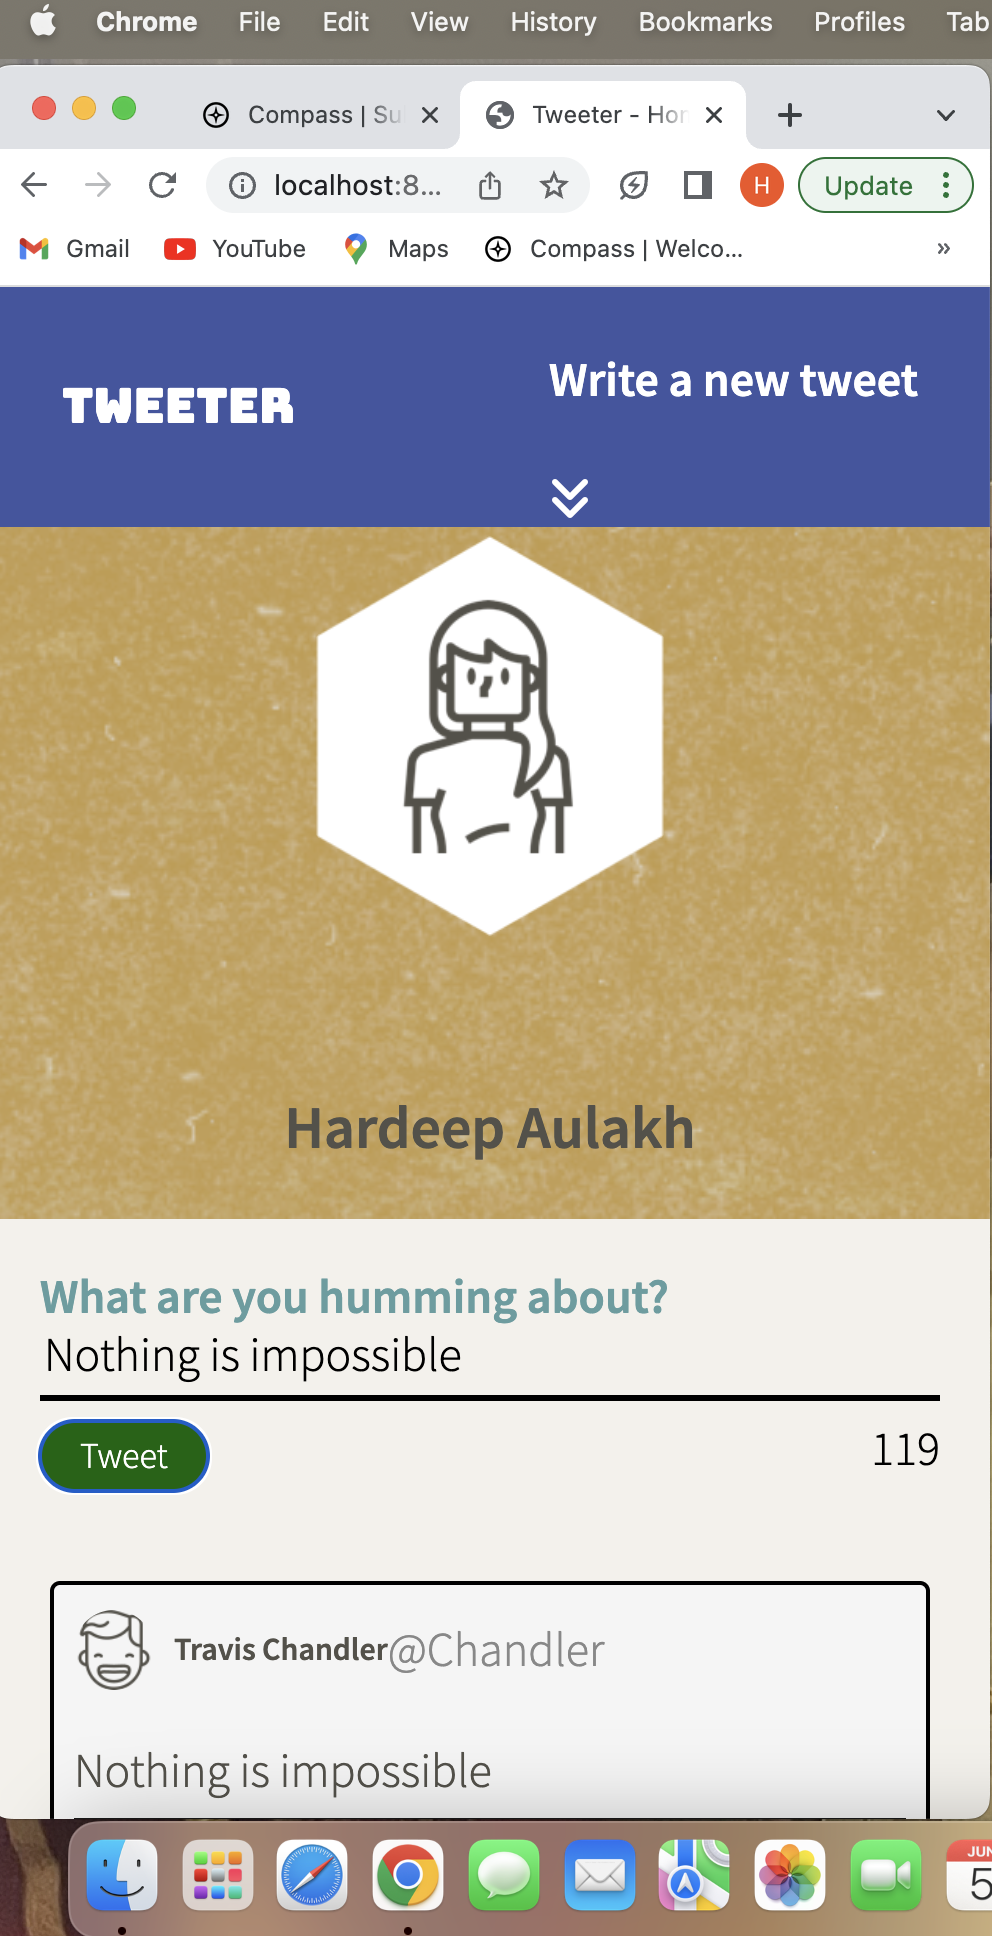 Chrome File Edit View History Bookmarks Profiles Tab
Compass | Su Tweeter - Hor
localhost:8... H Update
Gmail YouTube Maps Compass | Welco... »
TWEETER
Write a new tweet
Hardeep Aulakh
What are you humming about?
Nothing is impossible
Tweet 119
Travis Chandler@Chandler
Nothing is impossible
JUN
5